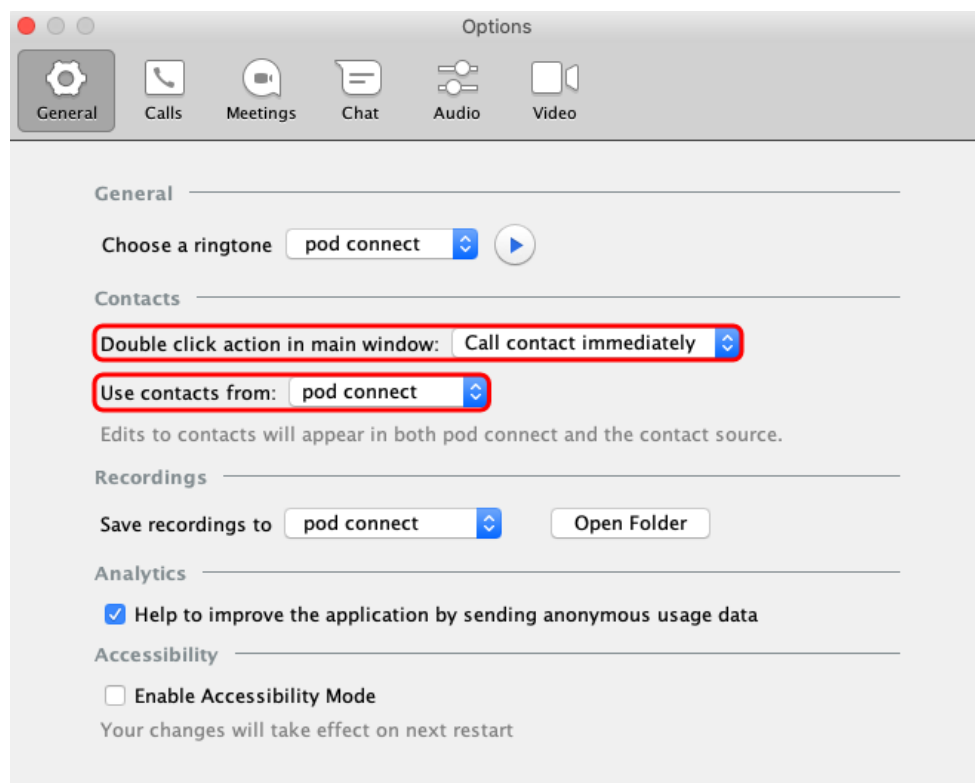 Options
General Calls Meetings Chat Audio Video
General
Choose a ringtone pod connect
Contacts
Double click action in main window: Call contact immediately
Use contacts from: pod connect
Edits to contacts will appear in both pod connect and the contact source.
Recordings
Save recordings to pod connect Open Folder
Analytics
Help to improve the application by sending anonymous usage data
Accessibility
Enable Accessibility Mode
Your changes will take effect on next restart